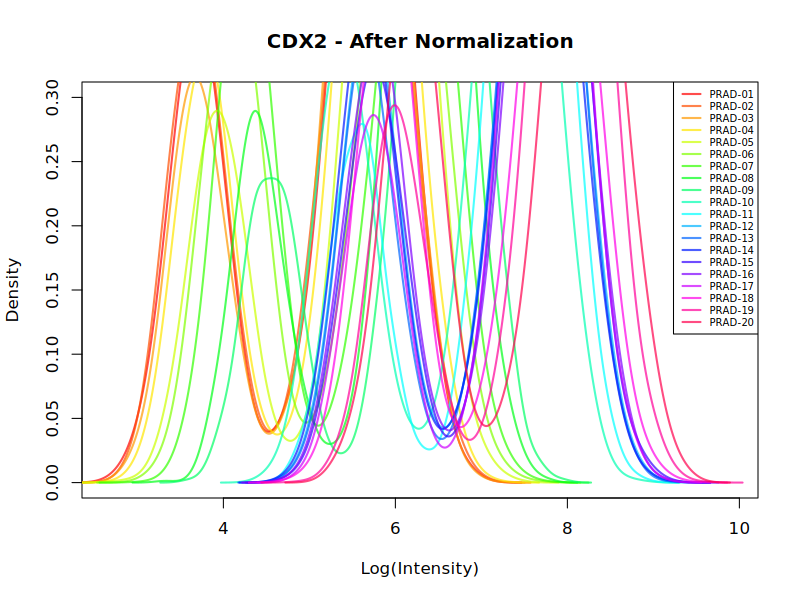 CDX2 - After Normalization
0.30
0.25
0.20
0.15
0.10
0.05
0.00
Density
PRAD-01
PRAD-02
PRAD-03
PRAD-04
PRAD-05
PRAD-06
PRAD-07
PRAD-08
PRAD-09
PRAD-10
PRAD-11
PRAD-12
PRAD-13
PRAD-14
PRAD-15
PRAD-16
PRAD-17
PRAD-18
PRAD-19
PRAD-20
4 6 8 10
Log(Intensity)